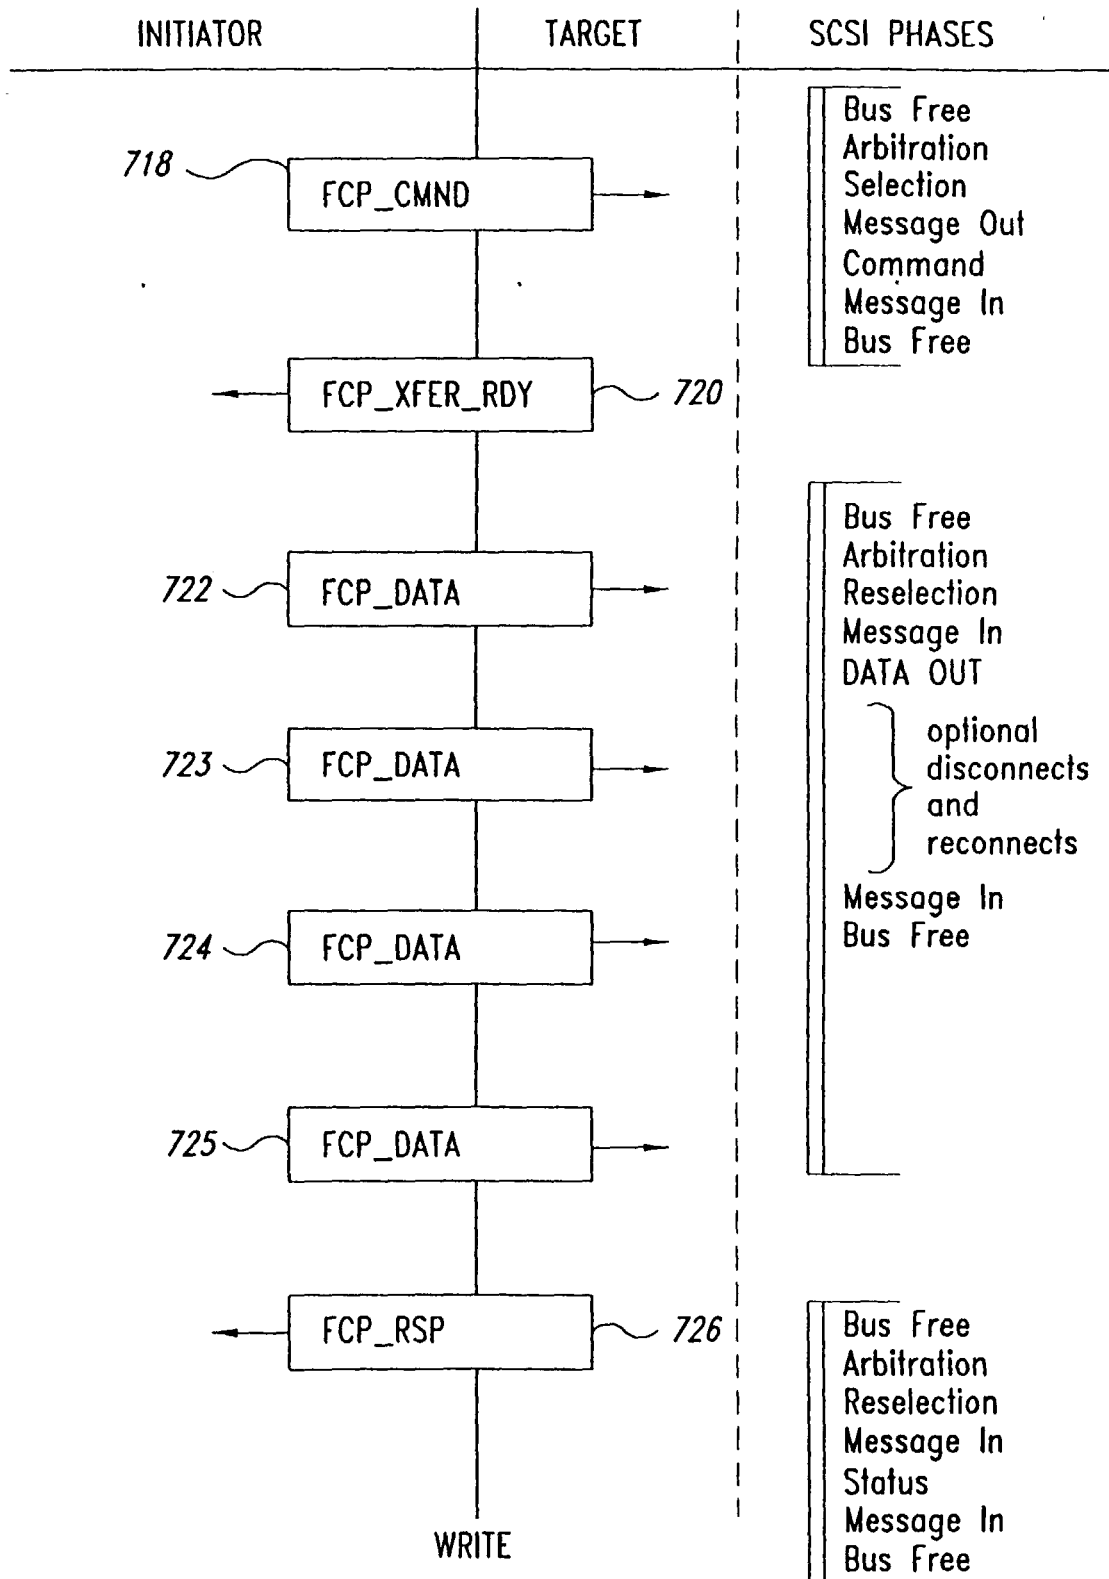 INITIATOR
TARGET
SCSI PHASES
718
FCP_CMND
Bus Free
Arbitration
Selection
Message Out
Command
Message In
Bus Free
FCP_XFER_RDY
720
722
FCP_DATA
723
FCP_DATA
724
FCP_DATA
725
FCP_DATA
Bus Free
Arbitration
Reselection
Message In
DATA OUT
optional
disconnects
and
reconnects
Message In
Bus Free
FCP_RSP
726
Bus Free
Arbitration
Reselection
Message In
Status
Message In
Bus Free
WRITE